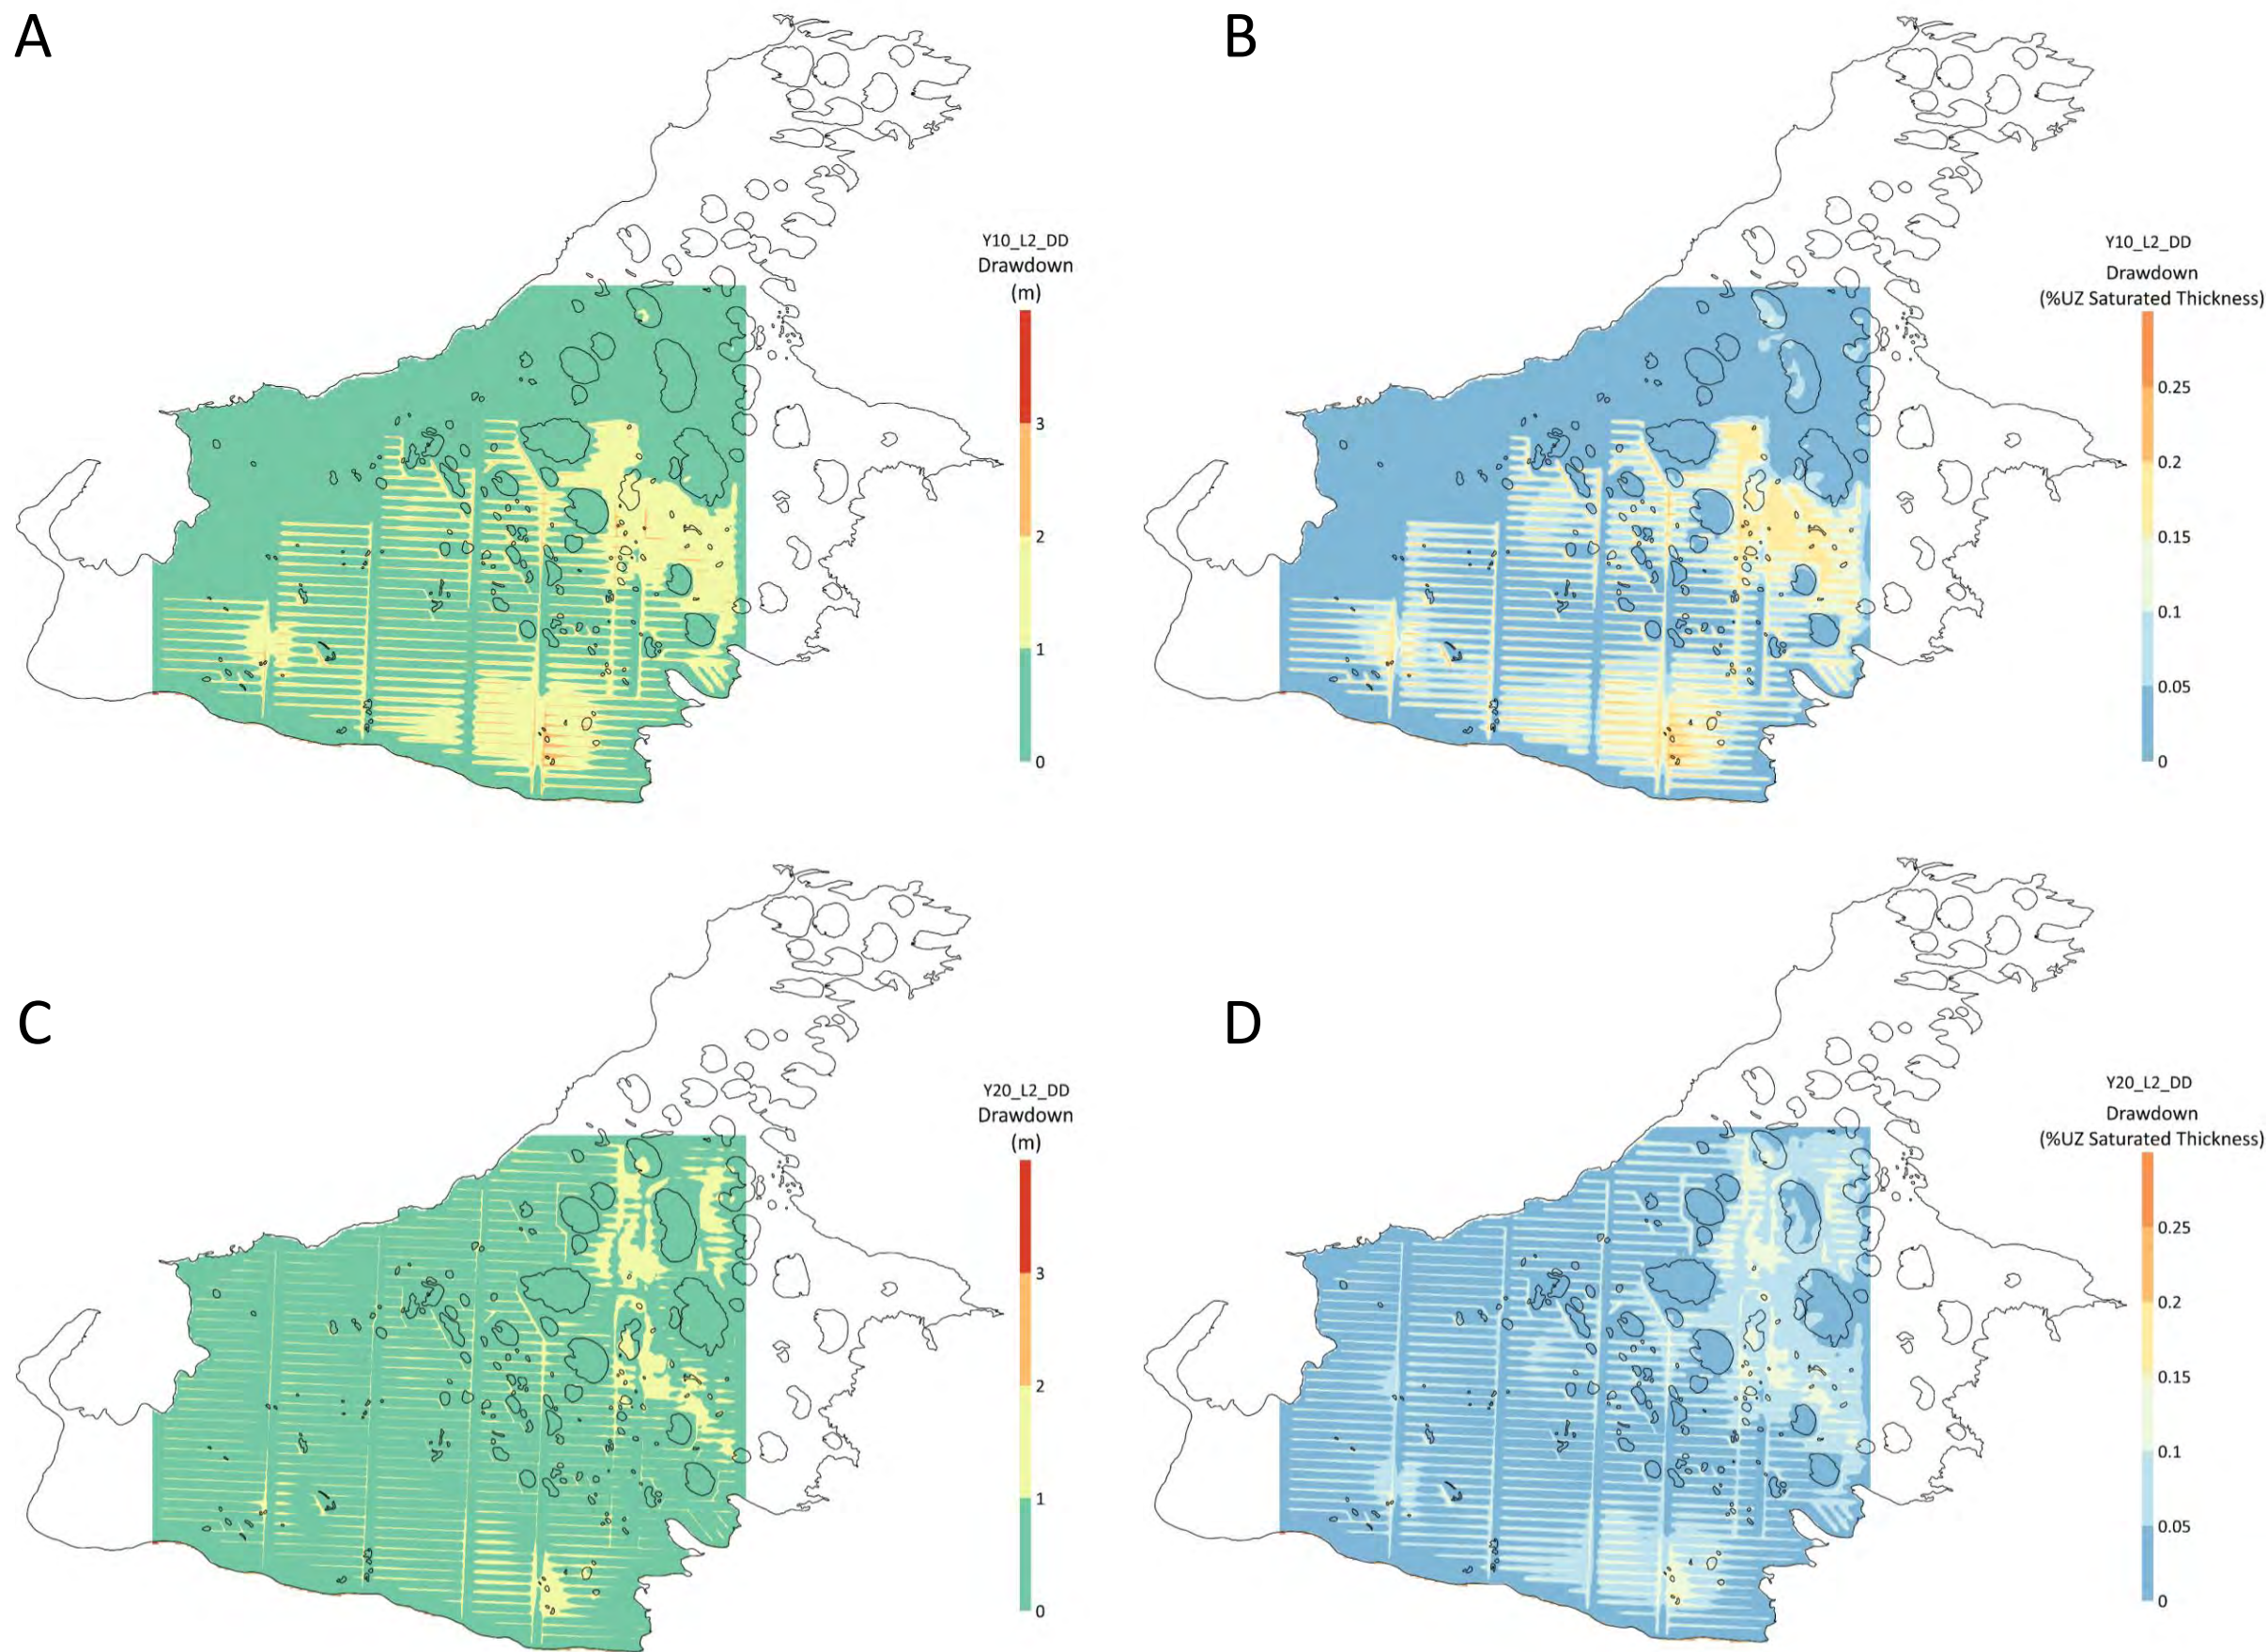 A
B
Y10_L2_DD
Drawdown
(m)
3
2
1
0
Y10_L2_DD
Drawdown
(%UZ Saturated Thickness)
0.25
0.2
0.15
0.1
0.05
0
C
D
Y20_L2_DD
Drawdown
(m)
3
2
1
0
Y20_L2_DD
Drawdown
(%UZ Saturated Thickness)
0.25
0.2
0.15
0.1
0.05
0